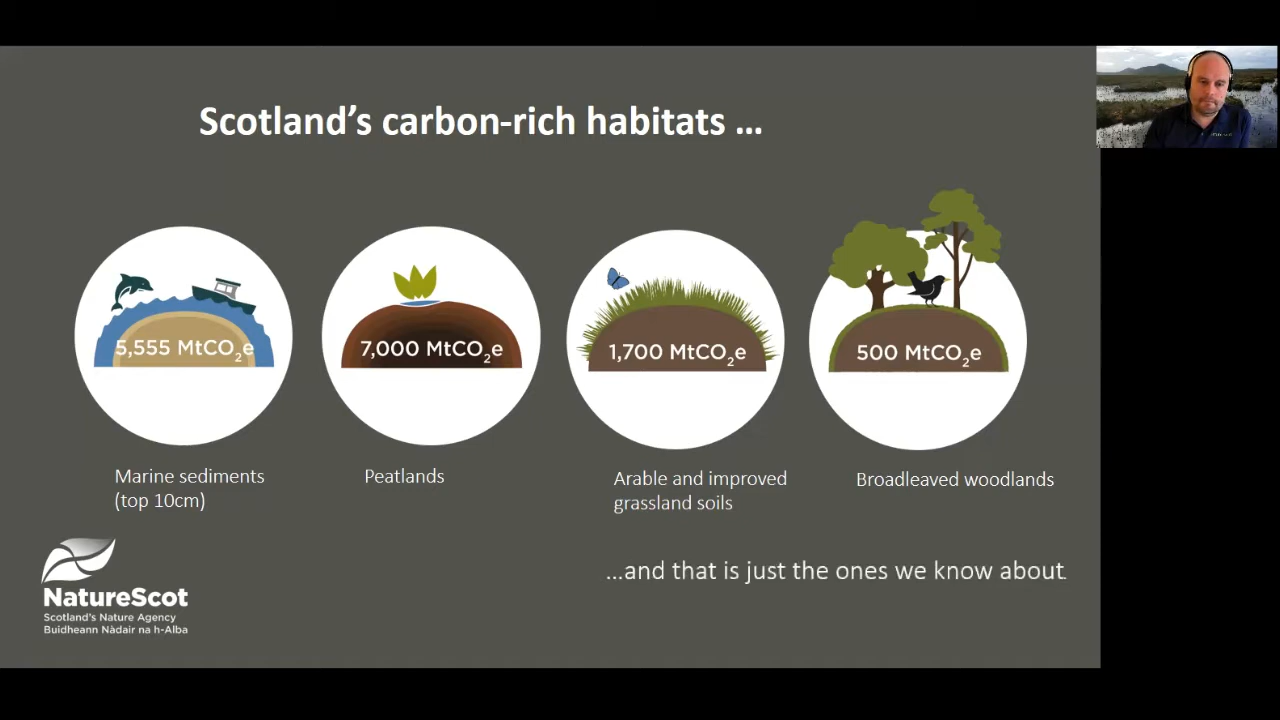 Scotland’s carbon-rich habitats ...
5,555 MtCO₂e
7,000 MtCO₂e
1,700 MtCO₂e
500 MtCO₂e
Marine sediments
(top 10cm)
Peatlands
Arable and improved
grassland soils
Broadleaved woodlands
...and that is just the ones we know about
NatureScot
Scotland's Nature Agency
Buidheann Nàdair na h-Alba